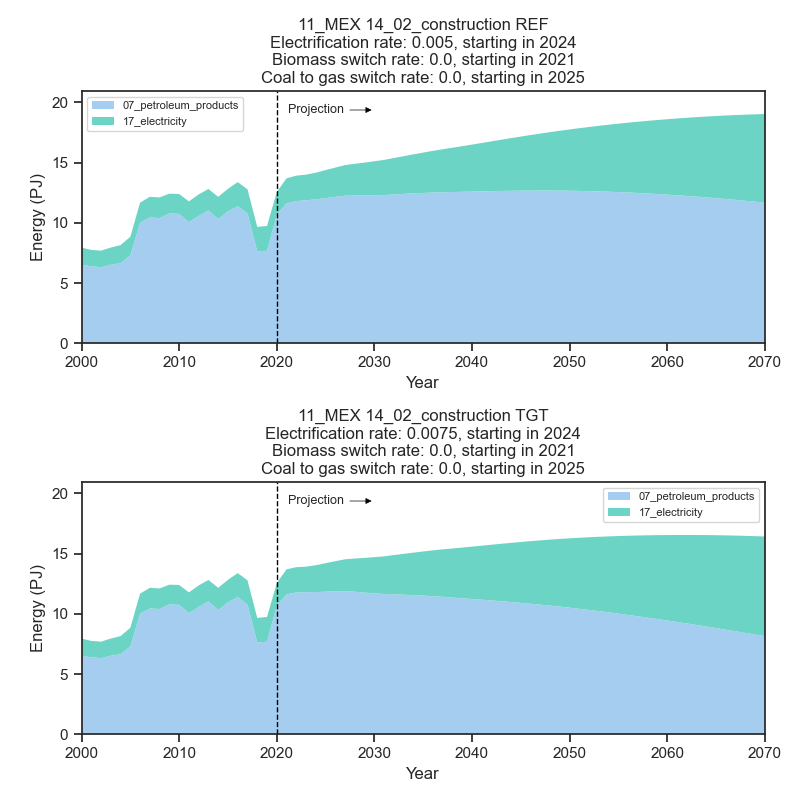 11_MEX 14_02_construction REF
Electrification rate: 0.005, starting in 2024
Biomass switch rate: 0.0, starting in 2021
Coal to gas switch rate: 0.0, starting in 2025
07_petroleum_products
17_electricity
Projection
Energy (PJ)
20
15
10
5
0
2000 2010 2020 2030 2040 2050 2060 2070
Year
11_MEX 14_02_construction TGT
Electrification rate: 0.0075, starting in 2024
Biomass switch rate: 0.0, starting in 2021
Coal to gas switch rate: 0.0, starting in 2025
Projection
07_petroleum_products
17_electricity
Energy (PJ)
20
15
10
5
0
2000 2010 2020 2030 2040 2050 2060 2070
Year